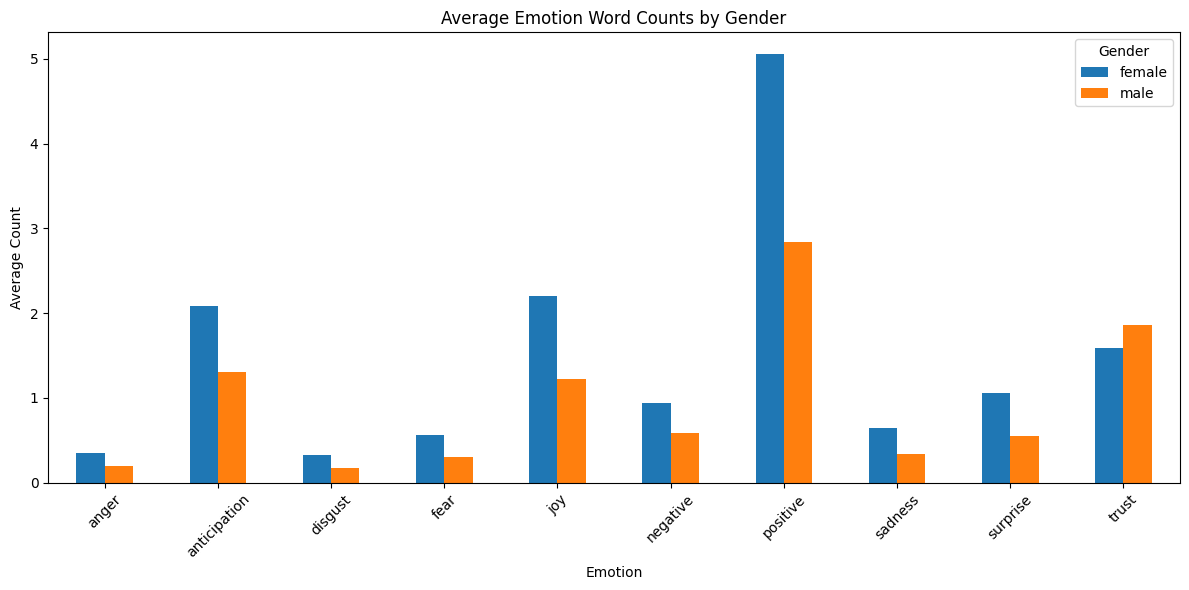 Average Emotion Word Counts by Gender
Gender
female
male
Average Count
5
4
3
2
1
0
anger
anticipation
disgust
fear
joy
negative
positive
sadness
surprise
trust
Emotion